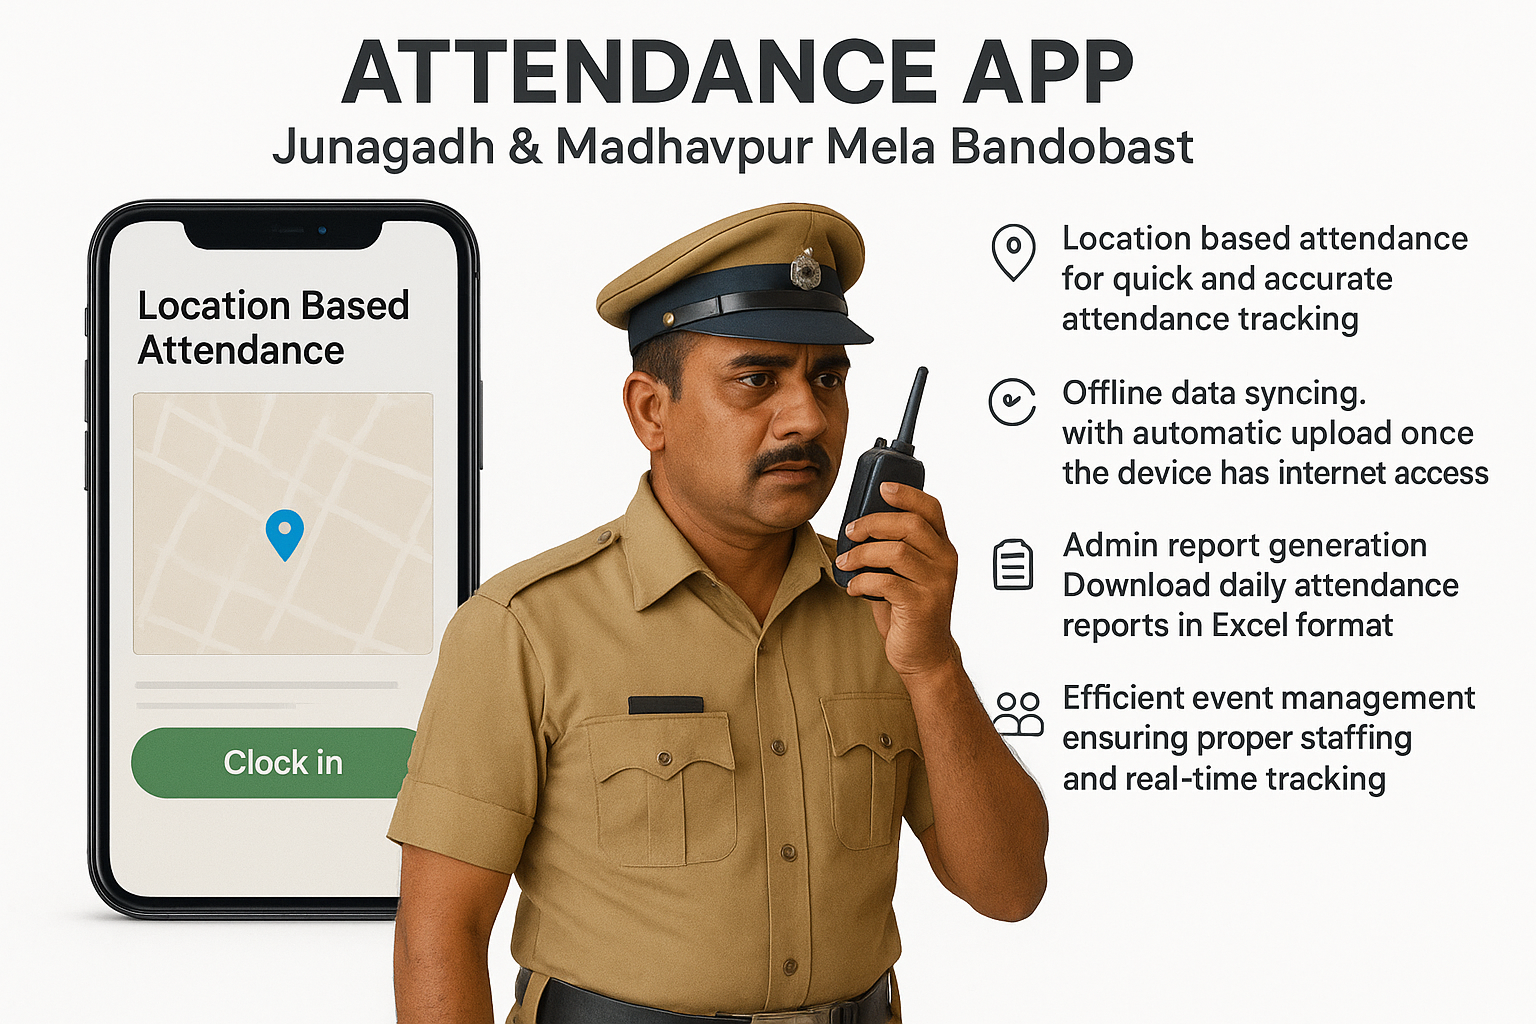 ATTENDANCE APP
Junagadh & Madhavpur Mela Bandobast
Location Based
Attendance
Clock in
Location based attendance
for quick and accurate
attendance tracking
Offline data syncing.
with automatic upload once
the device has internet access
Admin report generation
Download daily attendance
reports in Excel format
Efficient event management
ensuring proper staffing
and real-time tracking